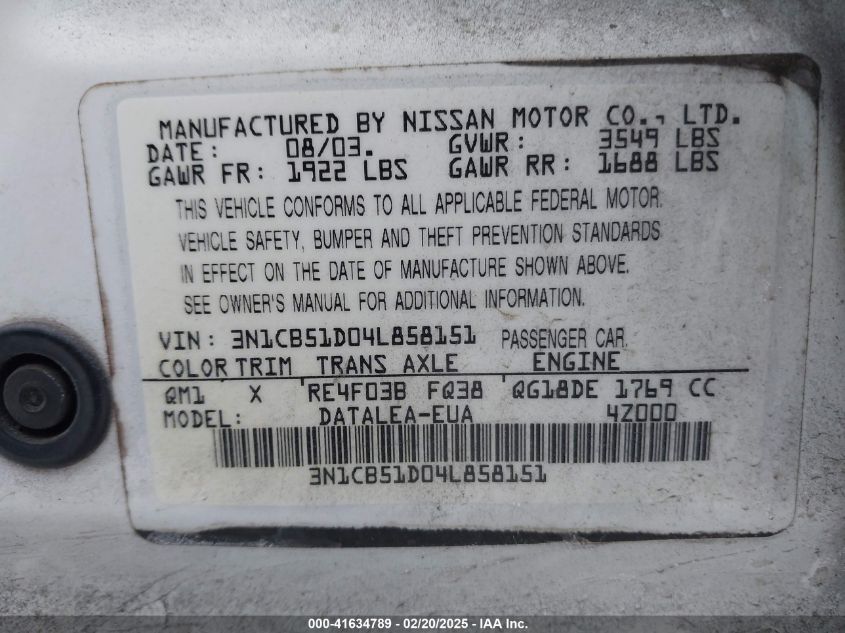 MANUFACTURED BY NISSAN MOTOR CO., LTD.
DATE: 08/03. GVWR: 3549 LBS
GAWR FR: 1922 LBS GAWR RR: 1688 LBS
THIS VEHICLE CONFORMS TO ALL APPLICABLE FEDERAL MOTOR.
VEHICLE SAFETY, BUMPER AND THEFT PREVENTION STANDARDS
IN EFFECT ON THE DATE OF MANUFACTURE SHOWN ABOVE.
SEE OWNER'S MANUAL FOR ADDITIONAL INFORMATION.
VIN: 3N1CB51D04L858151 PASSENGER CAR.
COLOR TRIM TRANS AXLE ENGINE
QM1 X RE4F03B FQ38 QG18DE 1769 CC
MODEL: DATALEA-EUA 4Z000
3N1CB51D04L858151
000-41634789 - 02/20/2025 - IAA Inc.